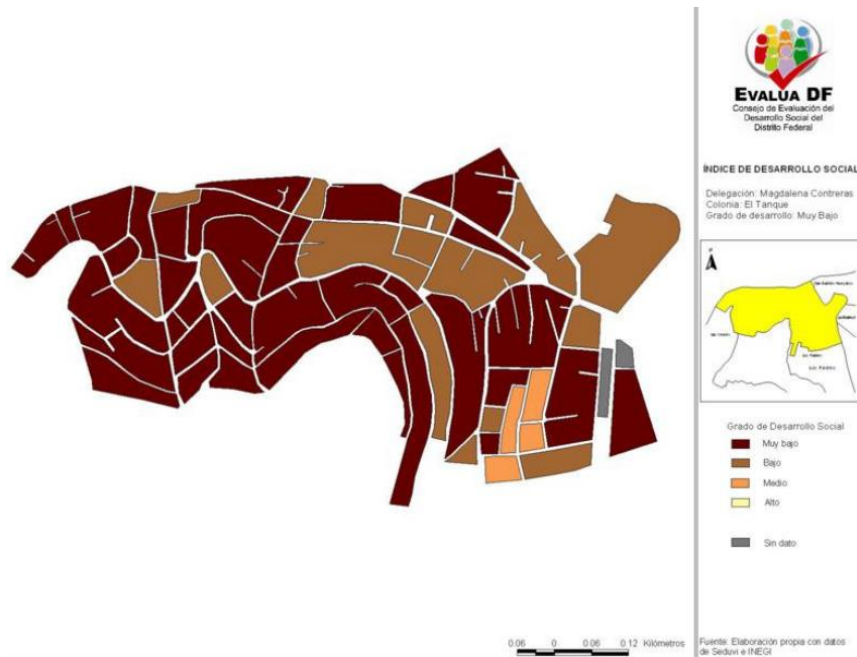 EVALUA DF
Consejo de Evaluación del
Desarrollo Social del
Distrito Federal
ÍNDICE DE DESARROLLO SOCIAL
Delegación: Magdalena Contreras
Colonia: El Tanque
Grado de desarrollo: Muy Bajo
Grado de Desarrollo Social
Muy bajo
Bajo
Medio
Alto
Sin dato
0.06 0 0.06 0.12 Kilómetros
Fuente: Elaboración propia con datos
de Seduvi e INEGI